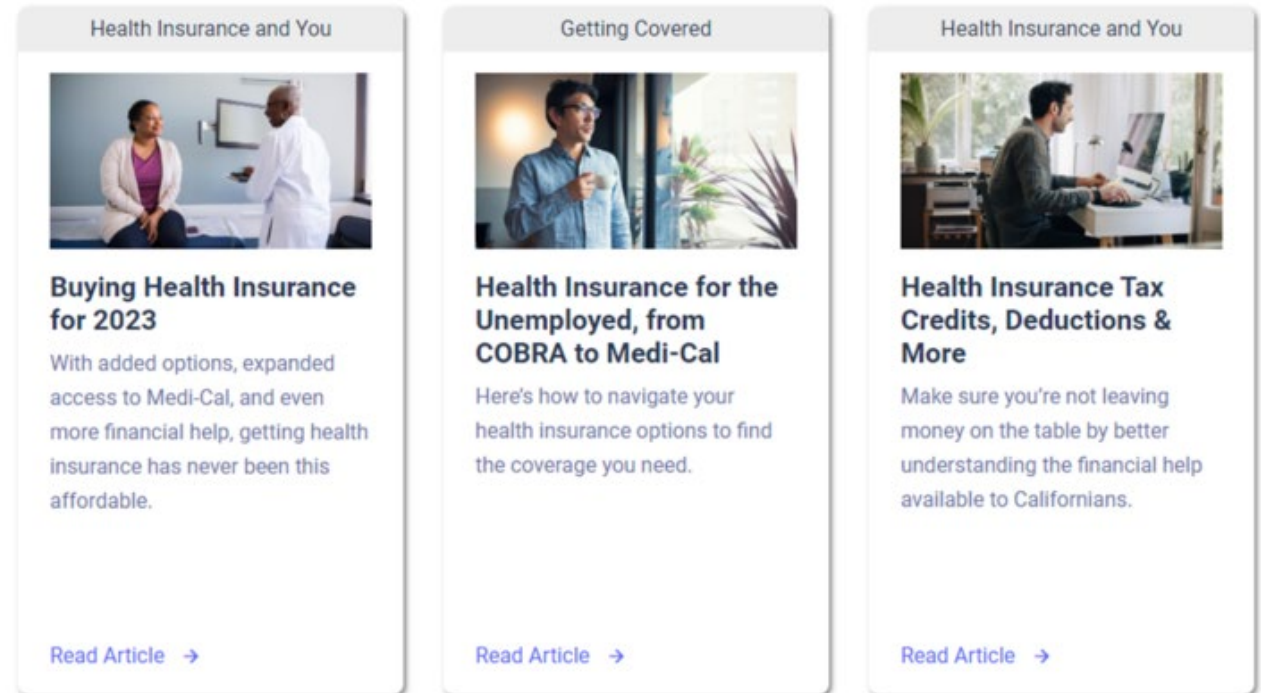 Health Insurance and You
Buying Health Insurance
for 2023
With added options, expanded
access to Medi-Cal, and even
more financial help, getting health
insurance has never been this
affordable.
Read Article →
Getting Covered
Health Insurance for the
Unemployed, from
COBRA to Medi-Cal
Here’s how to navigate your
health insurance options to find
the coverage you need.
Read Article →
Health Insurance and You
Health Insurance Tax
Credits, Deductions &
More
Make sure you’re not leaving
money on the table by better
understanding the financial help
available to Californians.
Read Article →